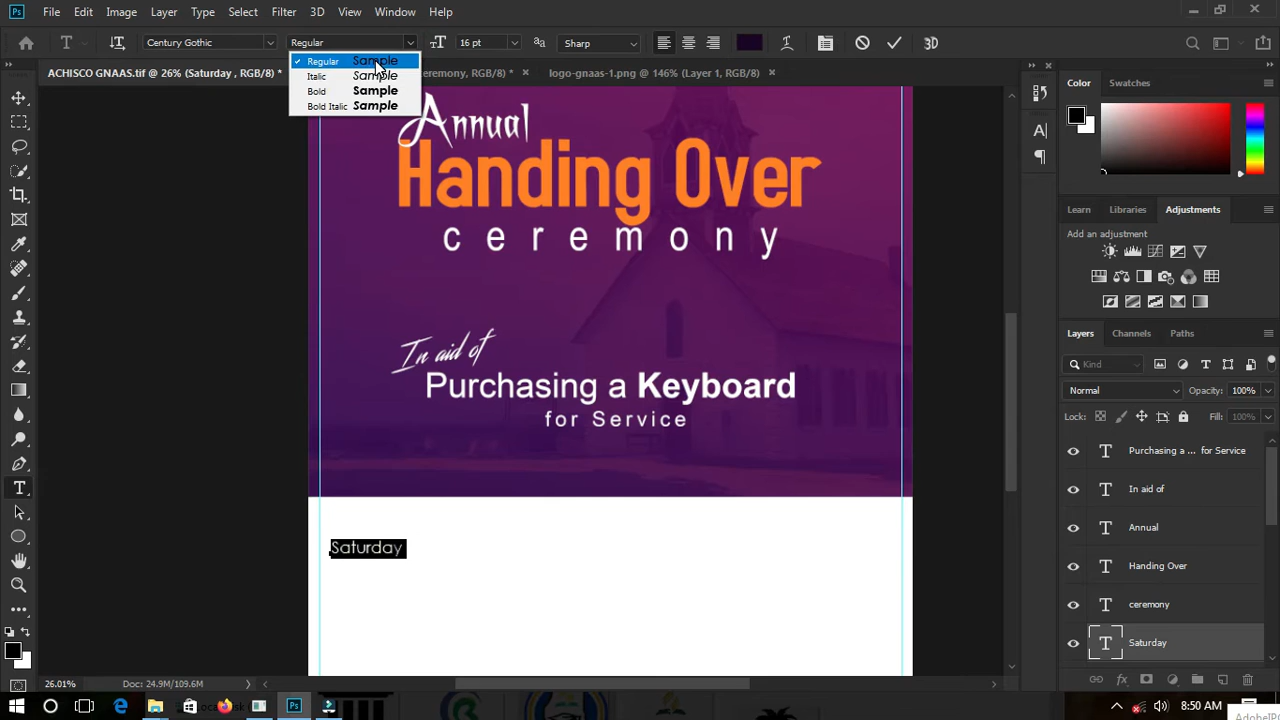 Ps File Edit Image Layer Type Select Filter 3D View Window Help
Century Gothic Regular 16 pt Sharp 3D
ACHISCO GNAAS.tif @ 26% (Saturday , RGB/8) * eremony, RGB/8) * logo-gnaas-1.png @ 146% (Layer 1, RGB/8)
Regular Sample
Italic Sample
Bold Sample
Bold Italic Sample
Annual
Handing Over
ceremony
In aid of
Purchasing a Keyboard
for Service
Saturday
Color
Learn Libraries Adjustments
Add an adjustment
Layers Channels Paths
Kind
Normal Opacity: 100%
Lock: Fill: 100%
Purchasing a ... for Service
In aid of
Annual
Handing Over
ceremony
Saturday
26.01% Doc: 24.9M/109.6M
8:50 AM